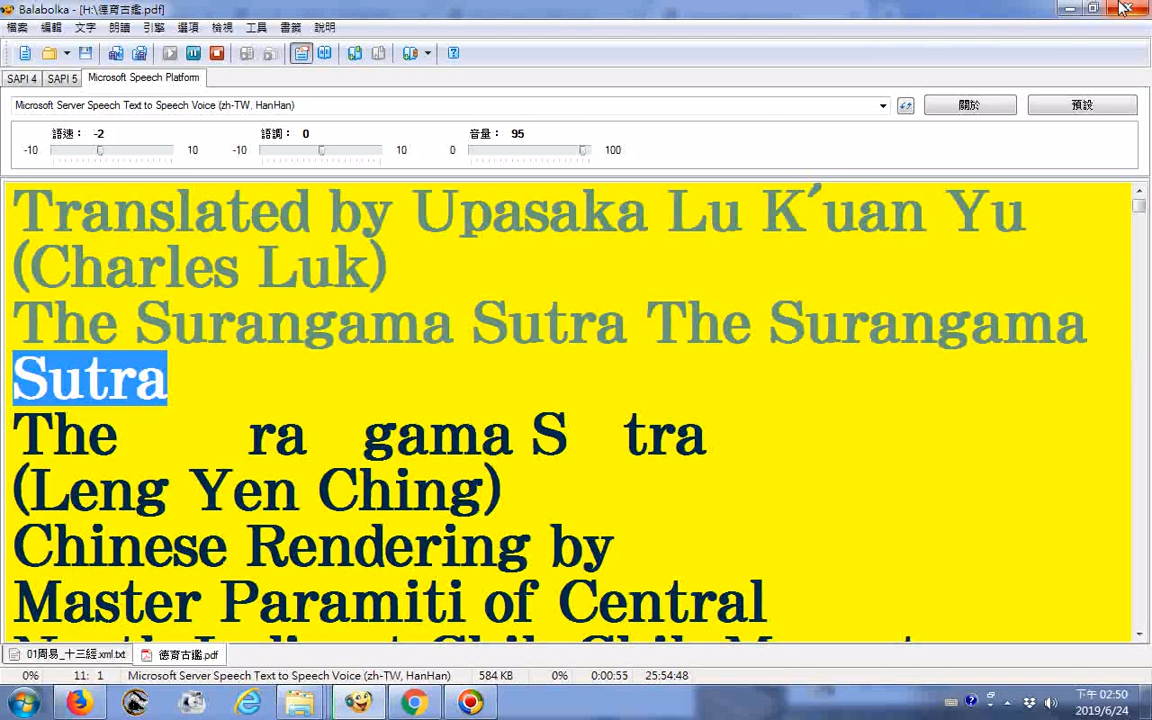 Balabolka - [H:\德育古鑑.pdf]
檔案 編輯 文字 朗讀 引擎 選項 檢視 工具 書籤 說明
SAPI 4 SAPI 5 Microsoft Speech Platform
Microsoft Server Speech Text to Speech Voice (zh-TW, HanHan) 關於 預設
語速： -2 語調： 0 音量： 95
-10 10 -10 10 0 100
Translated by Upasaka Lu K'uan Yu
(Charles Luk)
The Surangama Sutra The Surangama
Sutra
The ra gama S tra
(Leng Yen Ching)
Chinese Rendering by
Master Paramiti of Central
01周易_十三經.xml.txt 德育古鑑.pdf
0% 11: 1 Microsoft Server Speech Text to Speech Voice (zh-TW, HanHan) 584 KB 0% 0:00:55 25:54:48
下午 02:50
2019/6/24